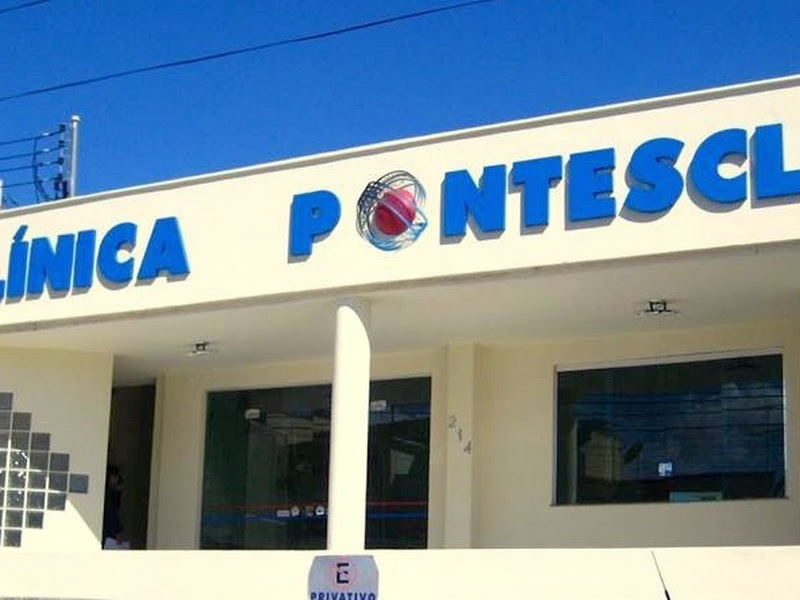 LÍNICA PONTESCL
214
E
PRIVATIVO